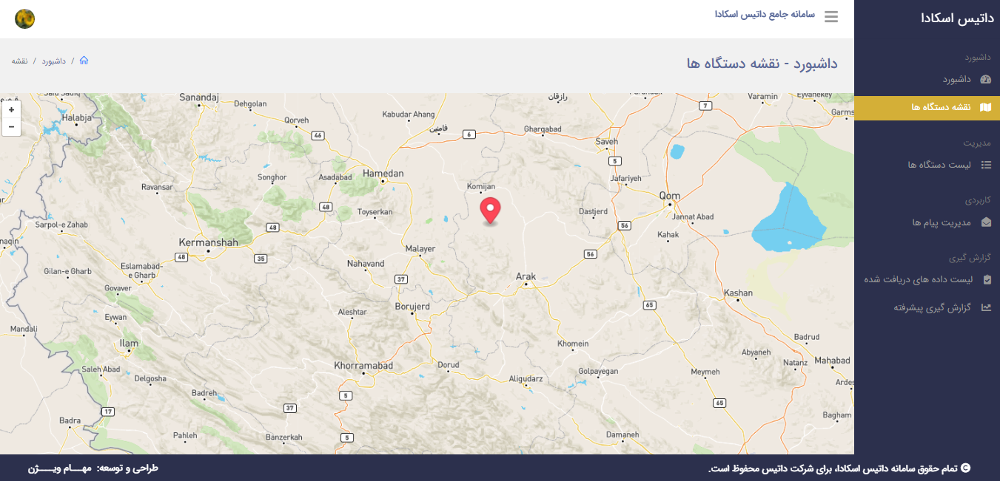 داتیس اسکادا
سامانه جامع داتیس اسکادا
داشبورد
داشبورد
نقشه دستگاه ها
مدیریت
لیست دستگاه ها
کاربردی
مدیریت پیام ها
گزارش گیری
لیست داده های دریافت شده
گزارش گیری پیشرفته
داشبورد - نقشه دستگاه ها
/ داشبورد / نقشه
+
−
Said Sadiq
Sanandaj
Dehgolan
رازقان
Varamin
Eyvanekey
7
Halabja
Qorveh
Kabudar Ahang
فامنین
Gharqabad
Garms
46
6
Saveh
5
Ravansar
Songhor
Asadabad
Hamedan
Komijan
Jafariyeh
Qom
48
Toyserkan
Dastjerd
Jannat Abad
Sarpol-e Zahab
48
56
Kahak
naqin
Kermanshah
Malayer
48
35
56
Nahavand
Gilan-e Gharb
Eslamabad-
e Gharb
Arak
37
Govaver
Kashan
Borujerd
65
Aleshtar
Eywan
Mandali
Ilam
Khomein
Badrud
Abyaneh
Khorramabad
Dorud
Natanz
Mahabad
Saleh Abad
Golpayegan
Meymeh
Delgosha
Aligudarz
Ardes
Badreh
5
65
17
37
Badra
Bagham
Pahleh
Banzerkah
5
Damaneh
تمام حقوق سامانه داتیس اسکادا، برای شرکت داتیس محفوظ است.
طراحی و توسعه: مهـــام ویــــژن